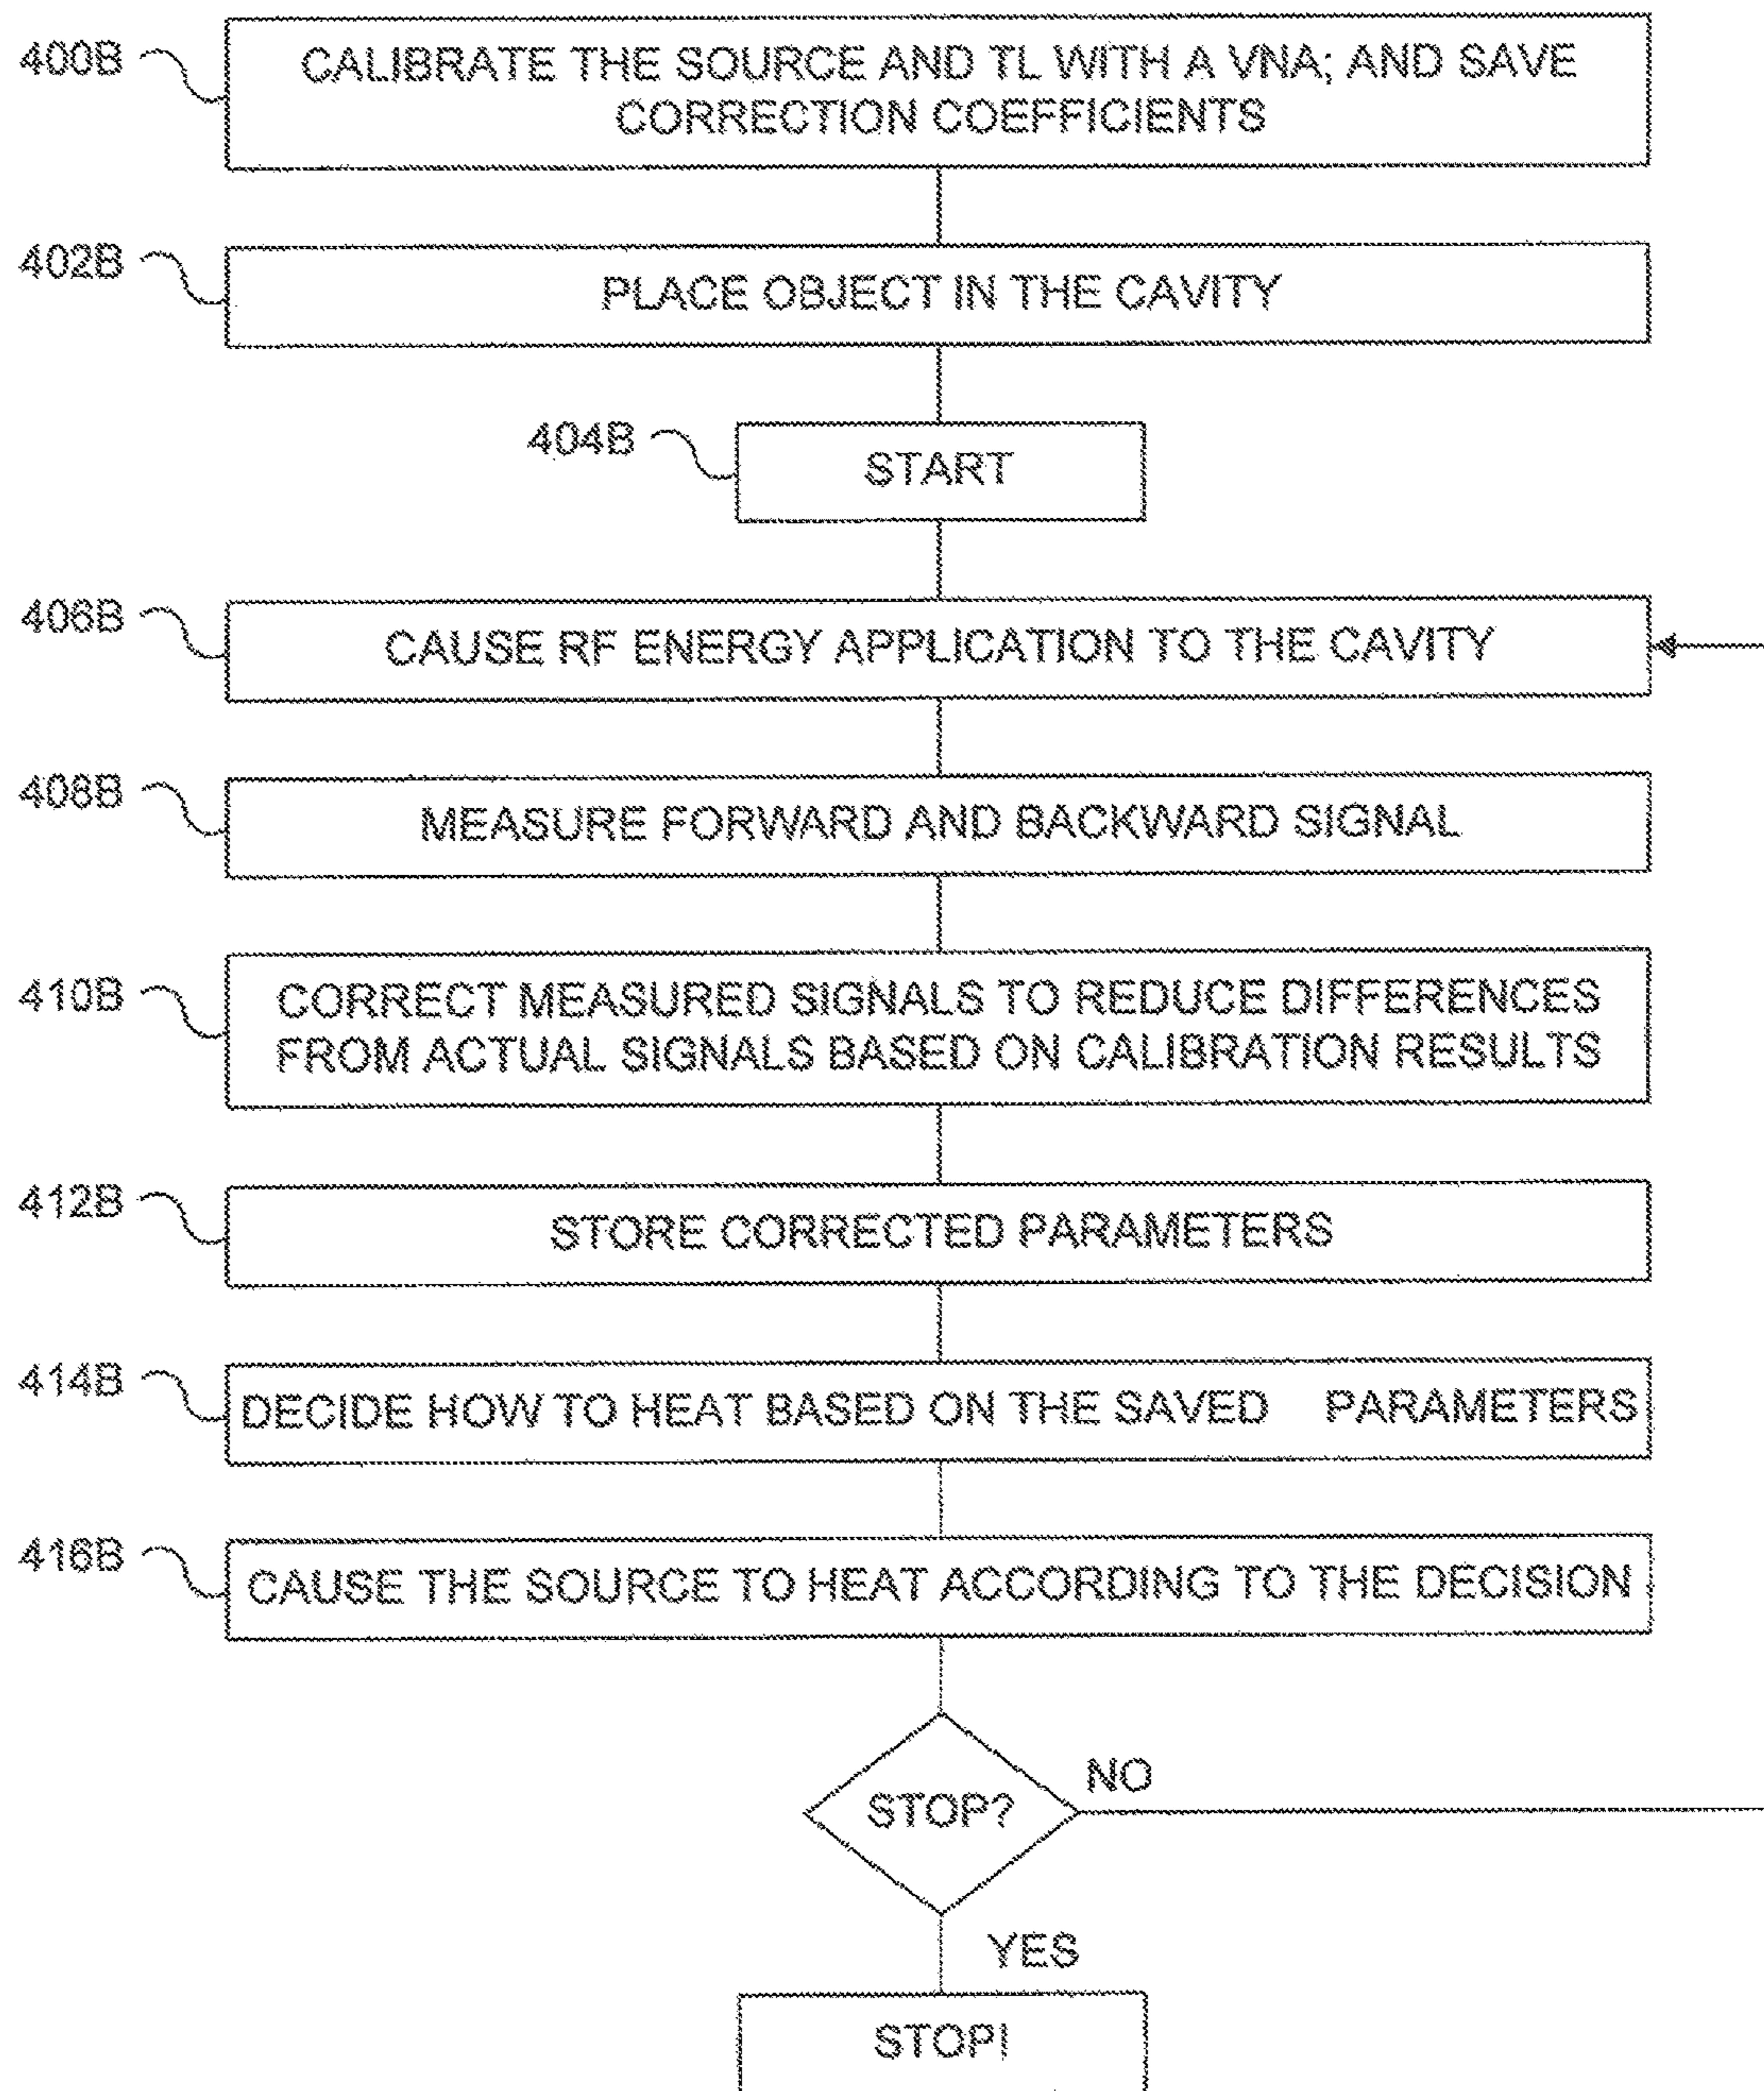 400B
CALIBRATE THE SOURCE AND TL WITH A VNA; AND SAVE
CORRECTION COEFFICIENTS
402B
PLACE OBJECT IN THE CAVITY
404B
START
406B
CAUSE RF ENERGY APPLICATION TO THE CAVITY
408B
MEASURE FORWARD AND BACKWARD SIGNAL
410B
CORRECT MEASURED SIGNALS TO REDUCE DIFFERENCES
FROM ACTUAL SIGNALS BASED ON CALIBRATION RESULTS
412B
STORE CORRECTED PARAMETERS
414B
DECIDE HOW TO HEAT BASED ON THE SAVED PARAMETERS
416B
CAUSE THE SOURCE TO HEAT ACCORDING TO THE DECISION
STOP?
NO
YES
STOP!